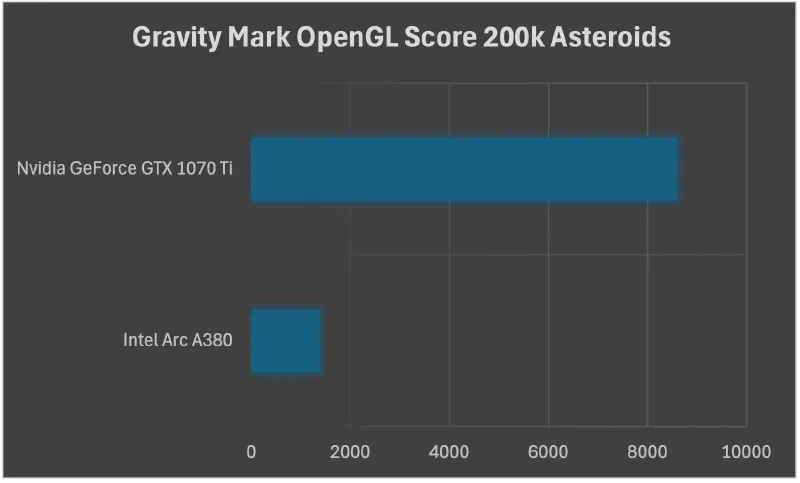 Gravity Mark OpenGL Score 200k Asteroids
Nvidia GeForce GTX 1070 Ti
Intel Arc A380
0 2000 4000 6000 8000 10000